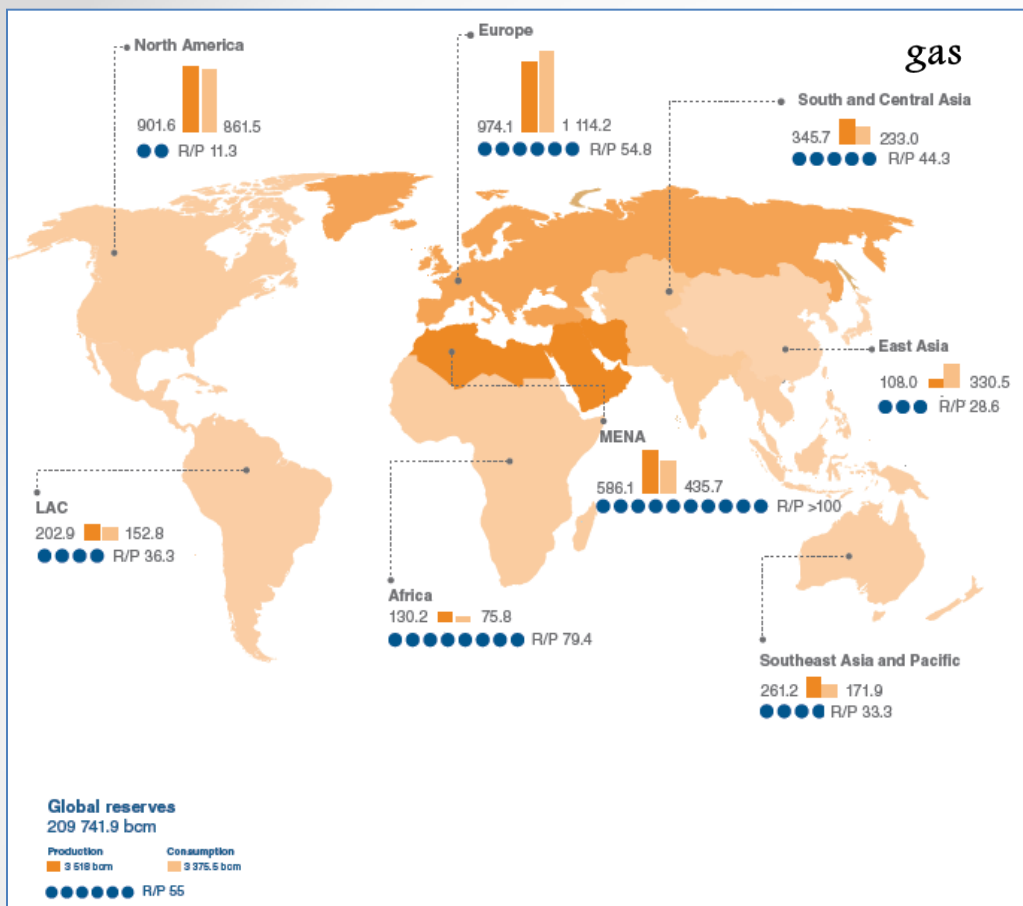 gas
North America
901.6 861.5
R/P 11.3
Europe
974.1 1 114.2
R/P 54.8
South and Central Asia
345.7 233.0
R/P 44.3
East Asia
108.0 330.5
R/P 28.6
MENA
586.1 435.7
R/P >100
LAC
202.9 152.8
R/P 36.3
Africa
130.2 75.8
R/P 79.4
Southeast Asia and Pacific
261.2 171.9
R/P 33.3
Global reserves
209 741.9 bcm
Production Consumption
3 518 bcm 3 375.5 bcm
R/P 55